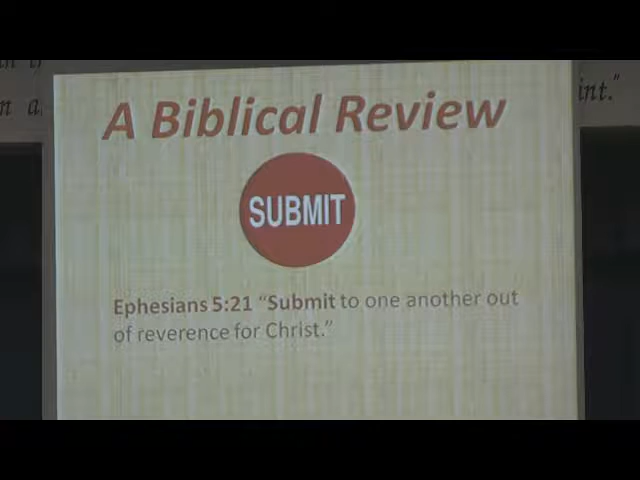 int."
A Biblical Review
SUBMIT
Ephesians 5:21 “Submit to one another out
of reverence for Christ.”